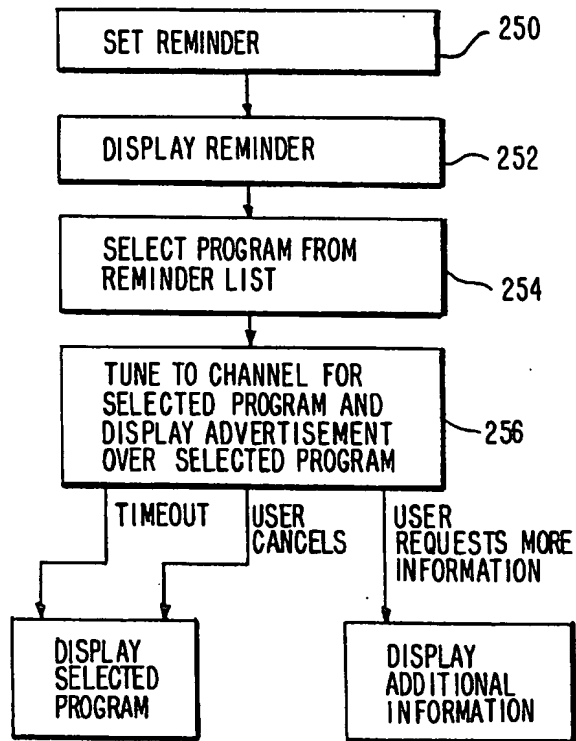 SET REMINDER
250
DISPLAY REMINDER
252
SELECT PROGRAM FROM
REMINDER LIST
254
TUNE TO CHANNEL FOR
SELECTED PROGRAM AND
DISPLAY ADVERTISEMENT
OVER SELECTED PROGRAM
256
TIMEOUT
USER
CANCELS
USER
REQUESTS MORE
INFORMATION
DISPLAY
SELECTED
PROGRAM
DISPLAY
ADDITIONAL
INFORMATION